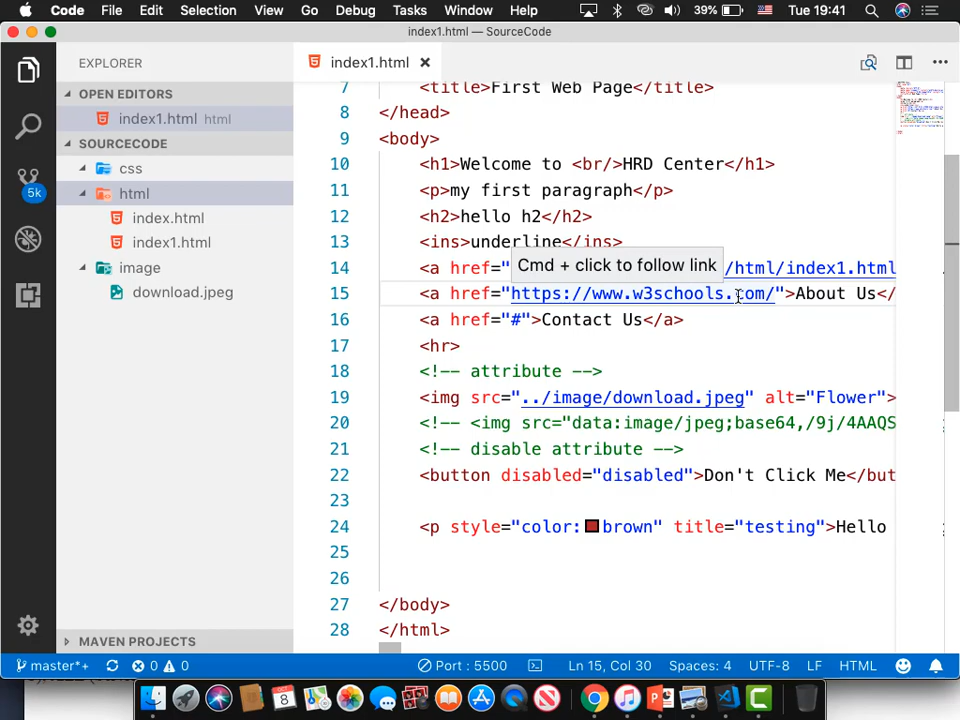 Code File Edit Selection View Go Debug Tasks Window Help 39% Tue 19:41
index1.html — SourceCode
EXPLORER
OPEN EDITORS
index1.html html
SOURCECODE
css
html
index.html
index1.html
image
download.jpeg
MAVEN PROJECTS
5k
index1.html
7 <title>First Web Page</title>
8 </head>
9 <body>
10 <h1>Welcome to <br/>HRD Center</h1>
11 <p>my first paragraph</p>
12 <h2>hello h2</h2>
13 <ins>underline</ins>
Cmd + click to follow link
14 <a href=" /html/index1.html
15 <a href="https://www.w3schools.com/">About Us</
16 <a href="#">Contact Us</a>
17 <hr>
18 <!-- attribute -->
19 <img src="../image/download.jpeg" alt="Flower">
20 <!-- <img src="data:image/jpeg;base64,/9j/4AAQS
21 <!-- disable attribute -->
22 <button disabled="disabled">Don't Click Me</but
23
24 <p style="color: brown" title="testing">Hello
25
26
27 </body>
28 </html>
master*+ 0 0 Port : 5500 Ln 15, Col 30 Spaces: 4 UTF-8 LF HTML
8